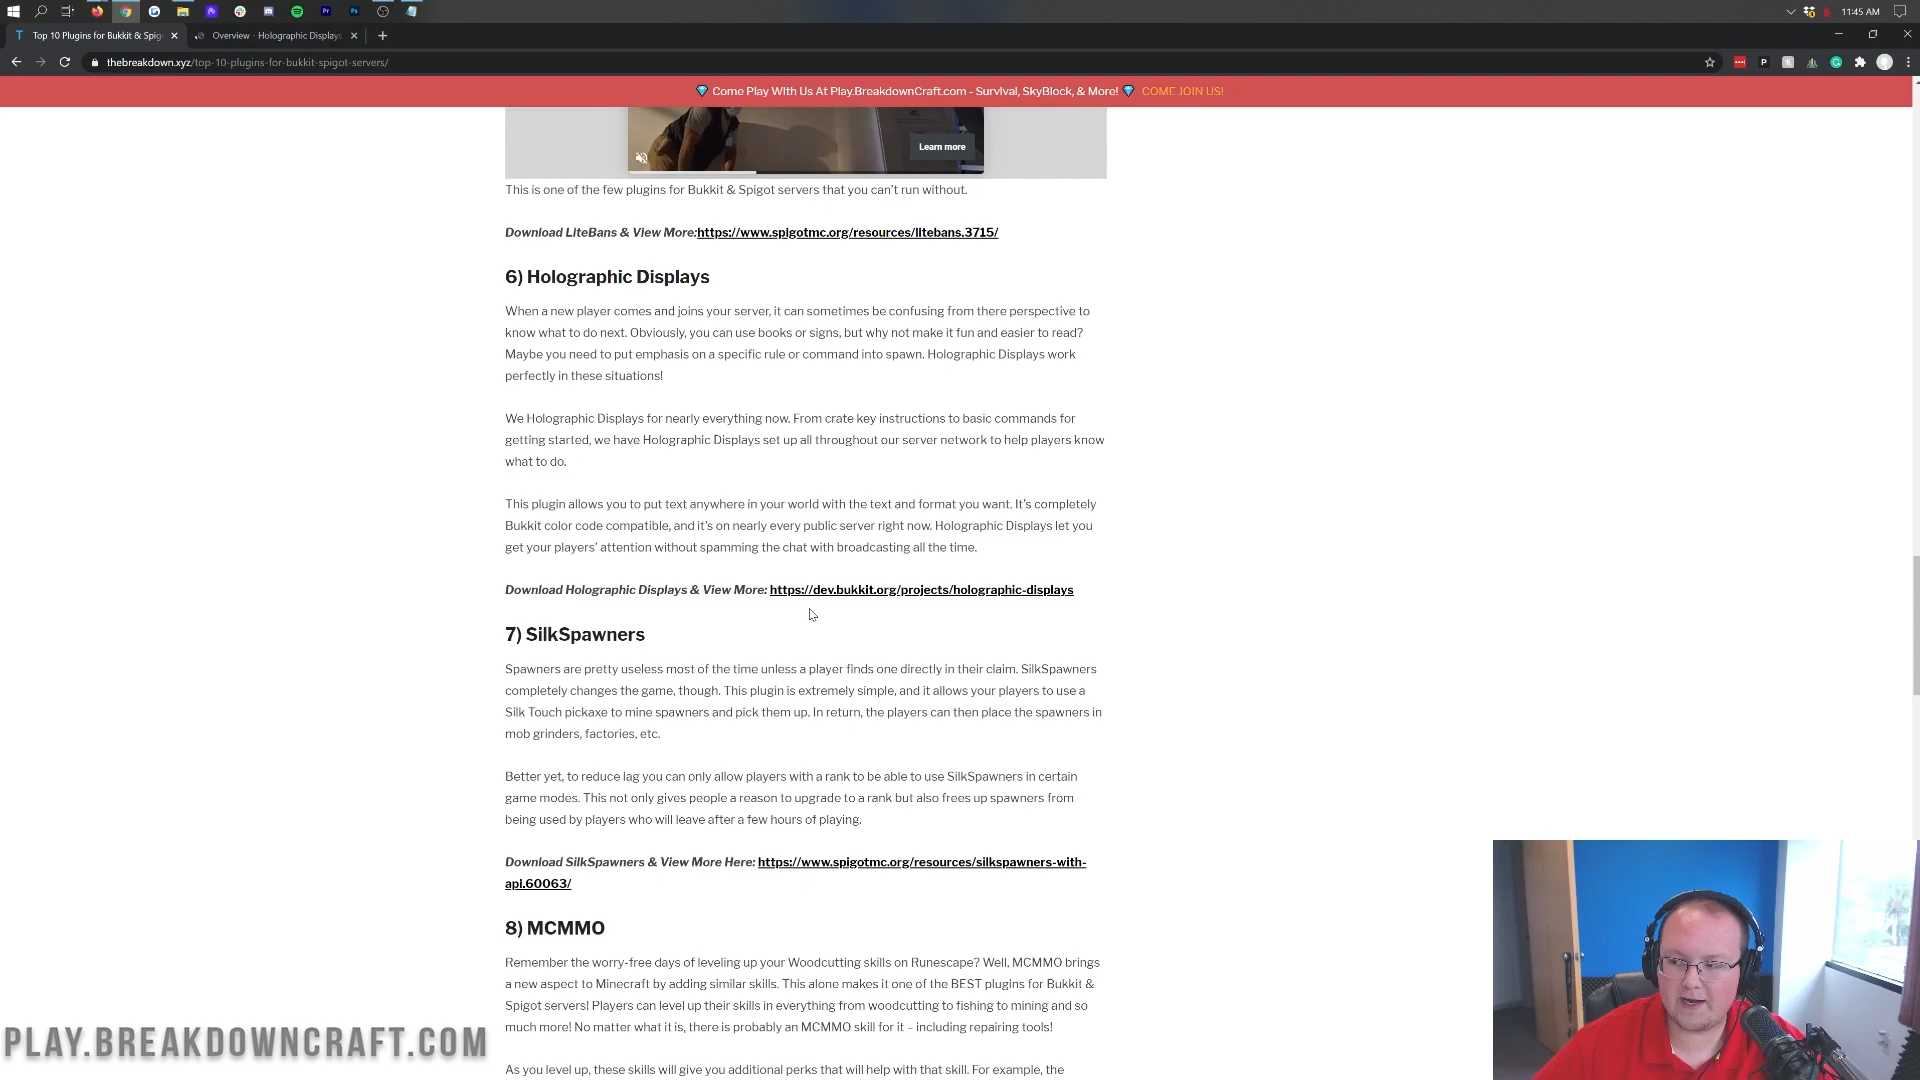 11:45 AM
Top 10 Plugins for Bukkit & Spig
Overview - Holographic Displays
thebreakdown.xyz/top-10-plugins-for-bukkit-spigot-servers/
Come Play With Us At Play.BreakdownCraft.com - Survival, SkyBlock, & More! COME JOIN US!
Learn more
This is one of the few plugins for Bukkit & Spigot servers that you can't run without.
Download LiteBans & View More:https://www.spigotmc.org/resources/litebans.3715/
6) Holographic Displays
When a new player comes and joins your server, it can sometimes be confusing from there perspective to
know what to do next. Obviously, you can use books or signs, but why not make it fun and easier to read?
Maybe you need to put emphasis on a specific rule or command into spawn. Holographic Displays work
perfectly in these situations!
We Holographic Displays for nearly everything now. From crate key instructions to basic commands for
getting started, we have Holographic Displays set up all throughout our server network to help players know
what to do.
This plugin allows you to put text anywhere in your world with the text and format you want. It's completely
Bukkit color code compatible, and it's on nearly every public server right now. Holographic Displays let you
get your players' attention without spamming the chat with broadcasting all the time.
Download Holographic Displays & View More: https://dev.bukkit.org/projects/holographic-displays
7) SilkSpawners
Spawners are pretty useless most of the time unless a player finds one directly in their claim. SilkSpawners
completely changes the game, though. This plugin is extremely simple, and it allows your players to use a
Silk Touch pickaxe to mine spawners and pick them up. In return, the players can then place the spawners in
mob grinders, factories, etc.
Better yet, to reduce lag you can only allow players with a rank to be able to use SilkSpawners in certain
game modes. This not only gives people a reason to upgrade to a rank but also frees up spawners from
being used by players who will leave after a few hours of playing.
Download SilkSpawners & View More Here: https://www.spigotmc.org/resources/silkspawners-with-
api.60063/
8) MCMMO
Remember the worry-free days of leveling up your Woodcutting skills on Runescape? Well, MCMMO brings
a new aspect to Minecraft by adding similar skills. This alone makes it one of the BEST plugins for Bukkit &
Spigot servers! Players can level up their skills in everything from woodcutting to fishing to mining and so
much more! No matter what it is, there is probably an MCMMO skill for it – including repairing tools!
As you level up, these skills will give you additional perks that will help with that skill. For example, the
PLAY.BREAKDOWNCRAFT.COM